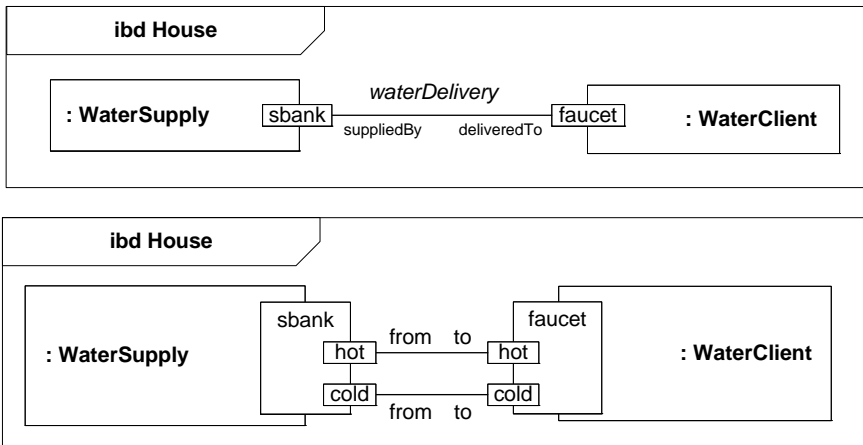 ibd House
waterDelivery
: WaterSupply sbank faucet : WaterClient
suppliedBy deliveredTo
ibd House
sbank faucet
from to
: WaterSupply hot hot : WaterClient
cold cold
from to